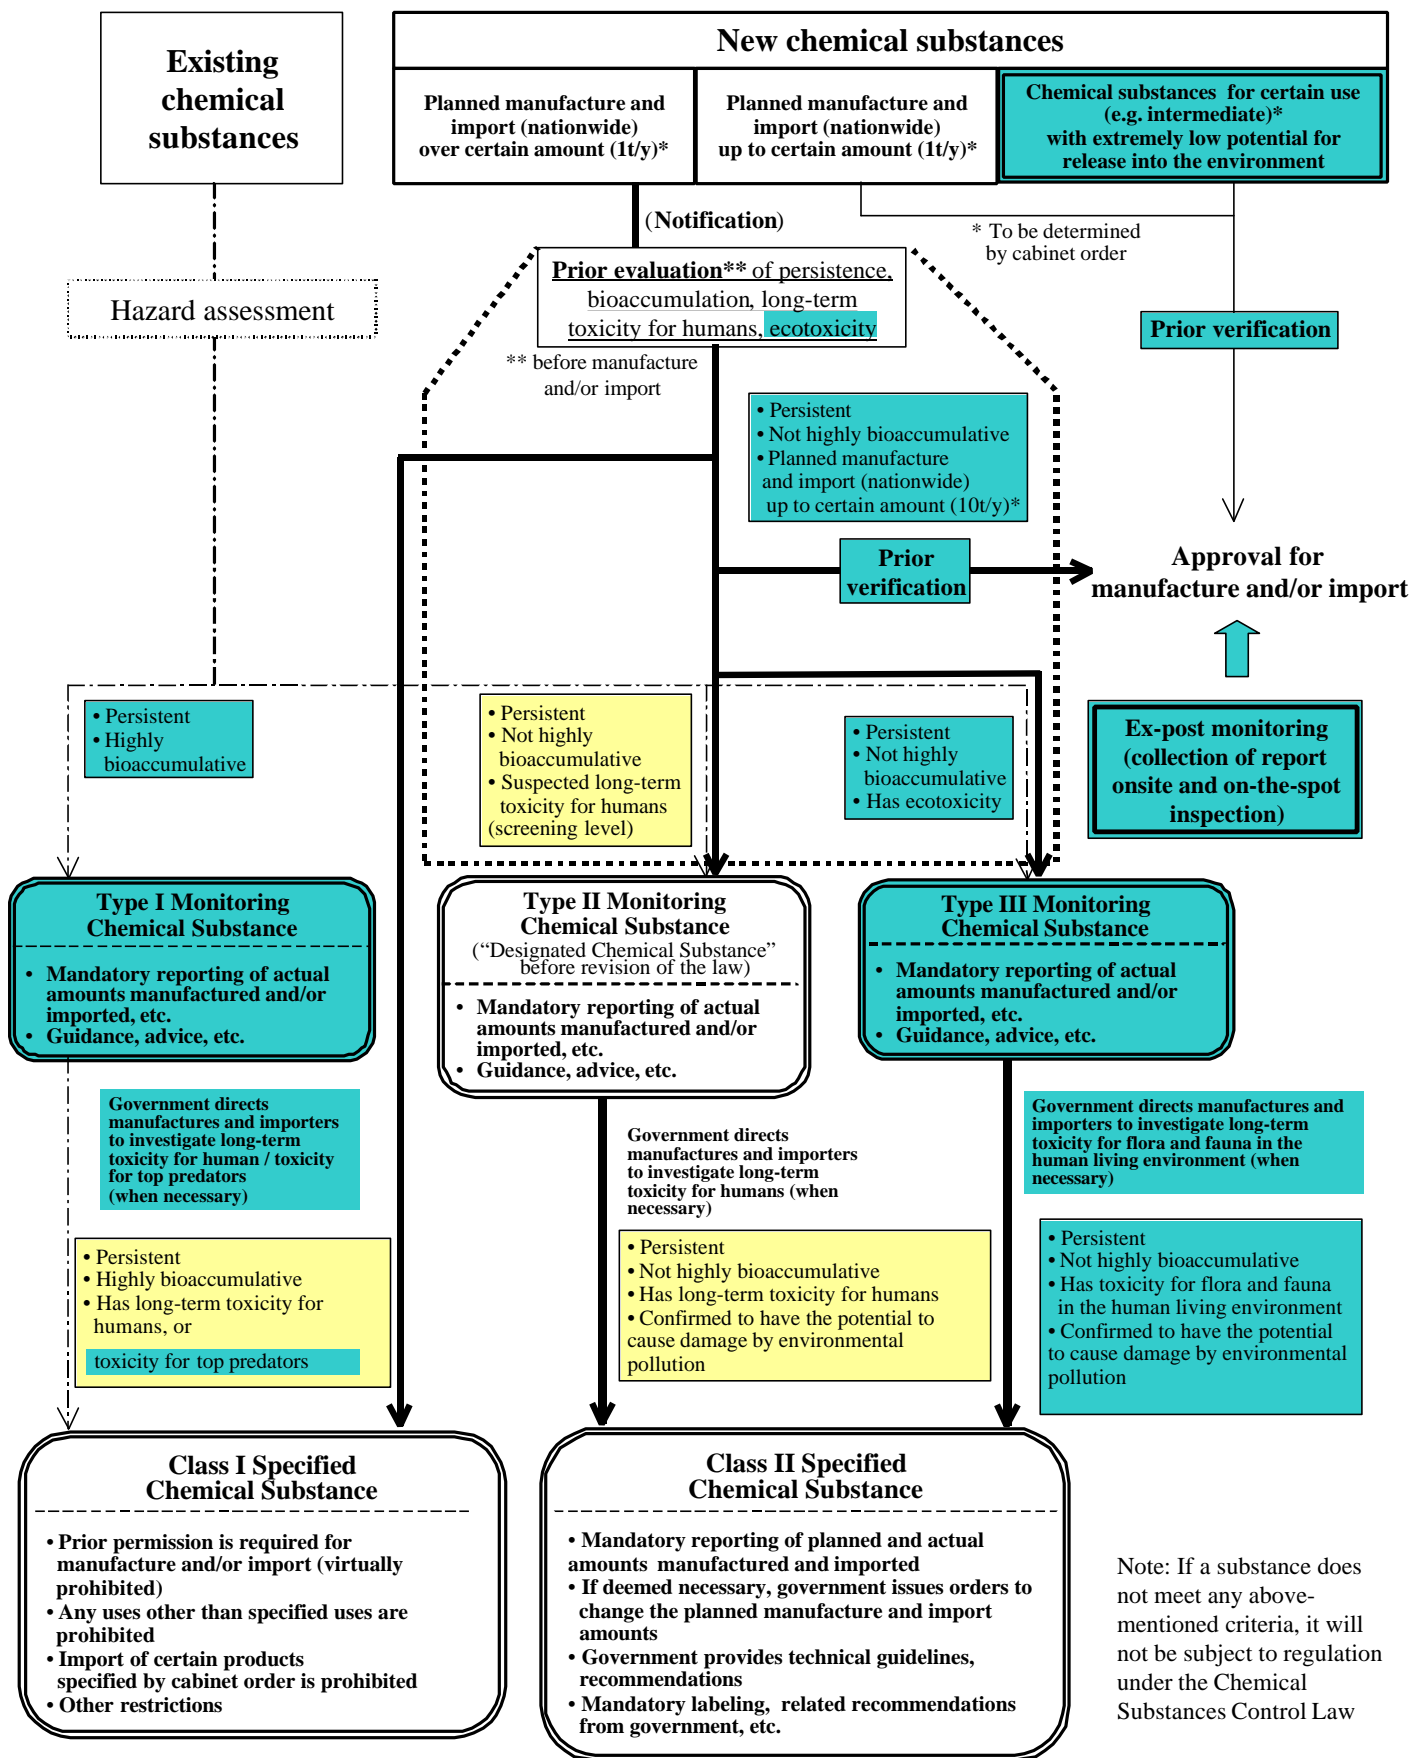 Existing
chemical
substances
New chemical substances
Planned manufacture and
import (nationwide)
over certain amount (1t/y)*
Planned manufacture and
import (nationwide)
up to certain amount (1t/y)*
Chemical substances for certain use
(e.g. intermediate)*
with extremely low potential for
release into the environment
(Notification)
* To be determined
by cabinet order
Prior evaluation** of persistence,
bioaccumulation, long-term
toxicity for humans, ecotoxicity
Hazard assessment
Prior verification
** before manufacture
and/or import
• Persistent
• Not highly bioaccumulative
• Planned manufacture
and import (nationwide)
up to certain amount (10t/y)*
Prior
verification
Approval for
manufacture and/or import
• Persistent
• Highly
bioaccumulative
• Persistent
• Not highly
bioaccumulative
• Suspected long-term
toxicity for humans
(screening level)
• Persistent
• Not highly
bioaccumulative
• Has ecotoxicity
Ex-post monitoring
(collection of report
onsite and on-the-spot
inspection)
Type I Monitoring
Chemical Substance
• Mandatory reporting of actual
amounts manufactured and/or
imported, etc.
• Guidance, advice, etc.
Type II Monitoring
Chemical Substance
(“Designated Chemical Substance”
before revision of the law)
• Mandatory reporting of actual
amounts manufactured and/or
imported, etc.
• Guidance, advice, etc.
Type III Monitoring
Chemical Substance
• Mandatory reporting of actual
amounts manufactured and/or
imported, etc.
• Guidance, advice, etc.
Government directs
manufactures and importers
to investigate long-term
toxicity for human / toxicity
for top predators
(when necessary)
Government directs
manufactures and importers
to investigate long-term
toxicity for humans (when
necessary)
Government directs manufactures and
importers to investigate long-term
toxicity for flora and fauna in the
human living environment (when
necessary)
• Persistent
• Highly bioaccumulative
• Has long-term toxicity for
humans, or
toxicity for top predators
• Persistent
• Not highly bioaccumulative
• Has long-term toxicity for humans
• Confirmed to have the potential to
cause damage by environmental
pollution
• Persistent
• Not highly bioaccumulative
• Has toxicity for flora and fauna
in the human living environment
• Confirmed to have the potential
to cause damage by environmental
pollution
Class I Specified
Chemical Substance
• Prior permission is required for
manufacture and/or import (virtually
prohibited)
• Any uses other than specified uses are
prohibited
• Import of certain products
specified by cabinet order is prohibited
• Other restrictions
Class II Specified
Chemical Substance
• Mandatory reporting of planned and actual
amounts manufactured and imported
• If deemed necessary, government issues orders to
change the planned manufacture and import
amounts
• Government provides technical guidelines,
recommendations
• Mandatory labeling, related recommendations
from government, etc.
Note: If a substance does
not meet any above-
mentioned criteria, it will
not be subject to regulation
under the Chemical
Substances Control Law